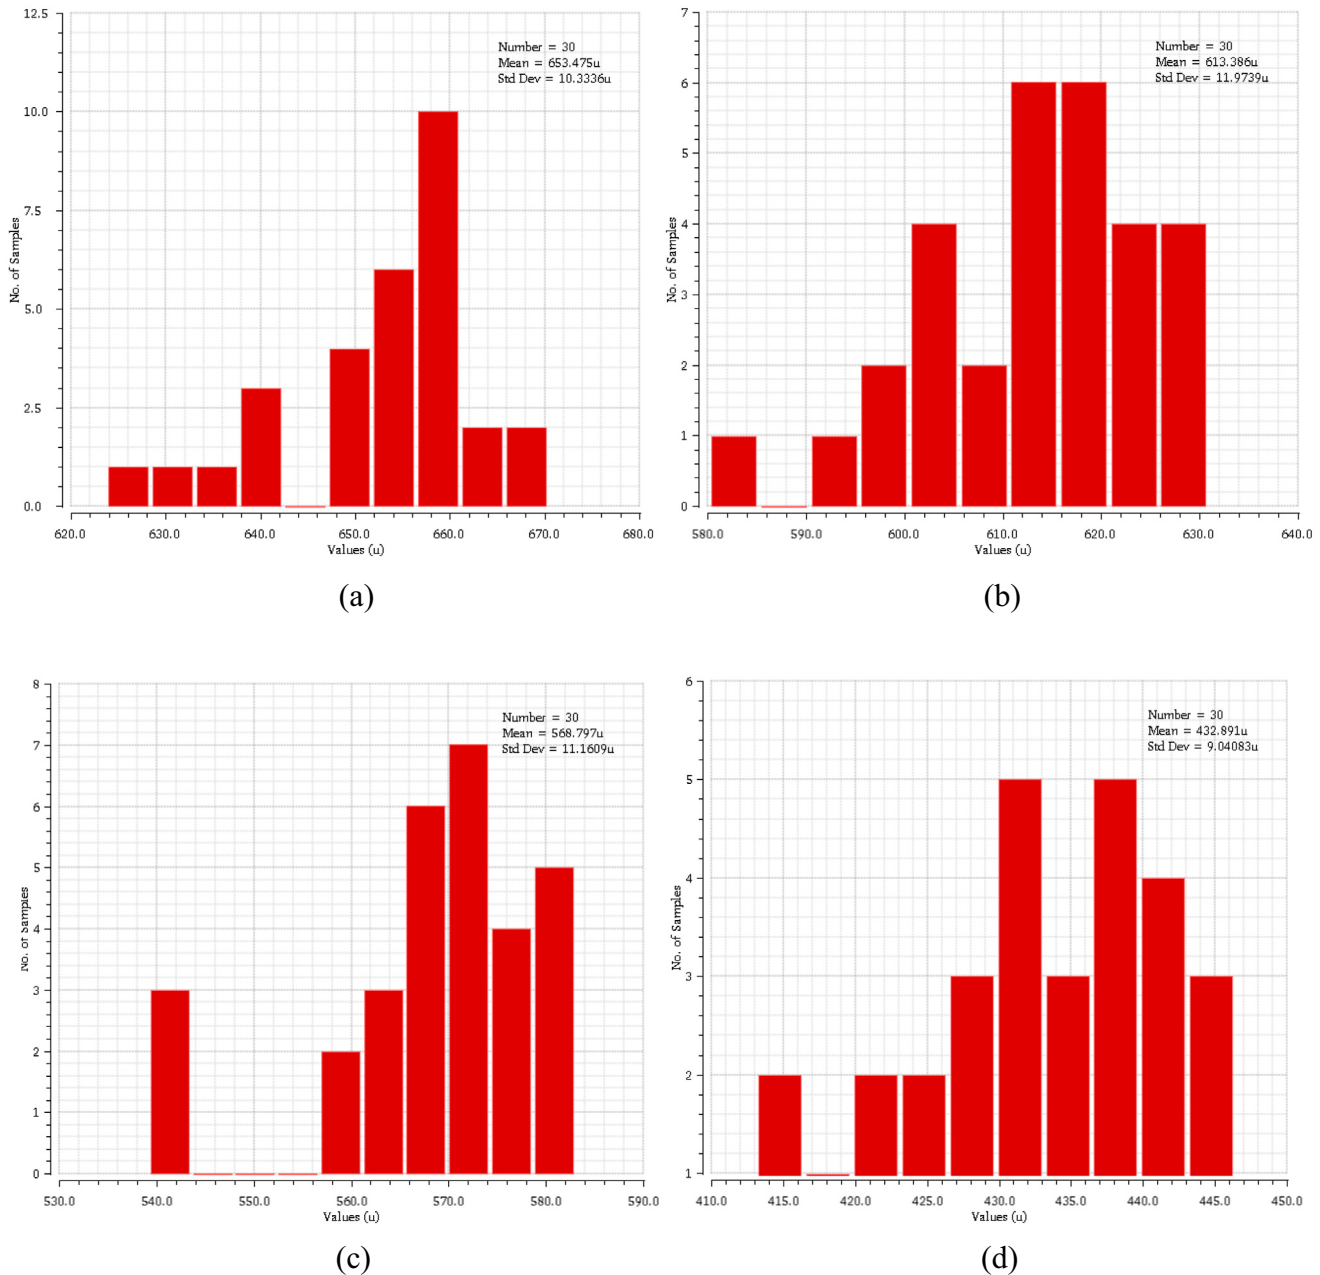 12.5
10.0
7.5
5.0
2.5
0.0
No. of Samples
Number = 30
Mean = 653.475u
Std Dev = 10.3336u
620.0 630.0 640.0 650.0 660.0 670.0 680.0
Values (u)
(a)
7
6
5
4
3
2
1
0
No. of Samples
Number = 30
Mean = 613.386u
Std Dev = 11.9739u
580.0 590.0 600.0 610.0 620.0 630.0 640.0
Values (u)
(b)
8
7
6
5
4
3
2
1
0
No. of Samples
Number = 30
Mean = 568.797u
Std Dev = 11.1609u
530.0 540.0 550.0 560.0 570.0 580.0 590.0
Values (u)
(c)
6
5
4
3
2
1
No. of Samples
Number = 30
Mean = 432.891u
Std Dev = 9.04083u
410.0 415.0 420.0 425.0 430.0 435.0 440.0 445.0 450.0
Values (u)
(d)